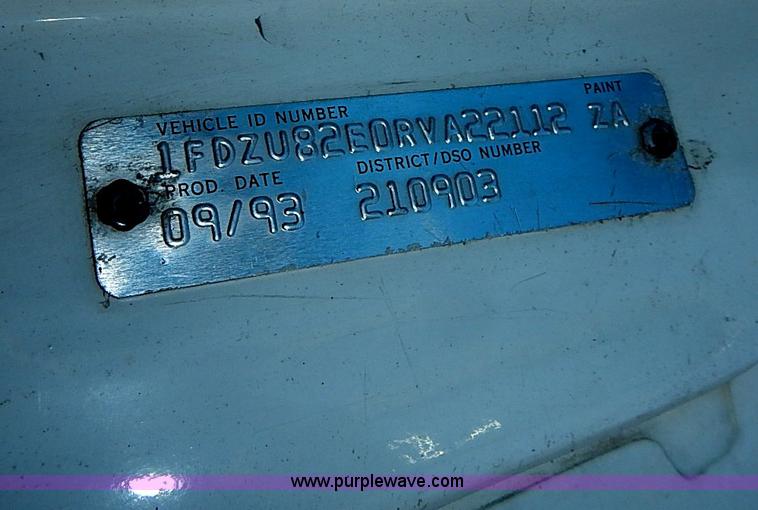 VEHICLE ID NUMBER PAINT
1FDZU82E0RVA22112 ZA
PROD. DATE DISTRICT/DSO NUMBER
09/93 210903
www.purplewave.com